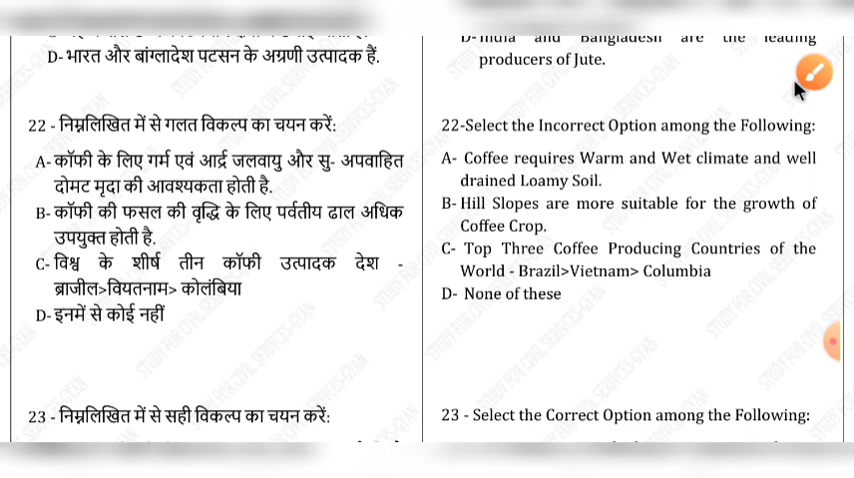 D- भारत और बांग्लादेश पटसन के अग्रणी उत्पादक हैं.
22 - निम्नलिखित में से गलत विकल्प का चयन करें:
A- कॉफी के लिए गर्म एवं आर्द्र जलवायु और सु- अपवाहित
दोमट मृदा की आवश्यकता होती है.
B- कॉफी की फसल की वृद्धि के लिए पर्वतीय ढाल अधिक
उपयुक्त होती है.
C- विश्व के शीर्ष तीन कॉफी उत्पादक देश -
ब्राजील>वियतनाम> कोलंबिया
D- इनमें से कोई नहीं
23 - निम्नलिखित में से सही विकल्प का चयन करें:
D- India and Bangladesh are the leading
producers of Jute.
22-Select the Incorrect Option among the Following:
A- Coffee requires Warm and Wet climate and well
drained Loamy Soil.
B- Hill Slopes are more suitable for the growth of
Coffee Crop.
C- Top Three Coffee Producing Countries of the
World - Brazil>Vietnam> Columbia
D- None of these
23 - Select the Correct Option among the Following:
STUDY FOR CIVIL SERVICES-GYAN